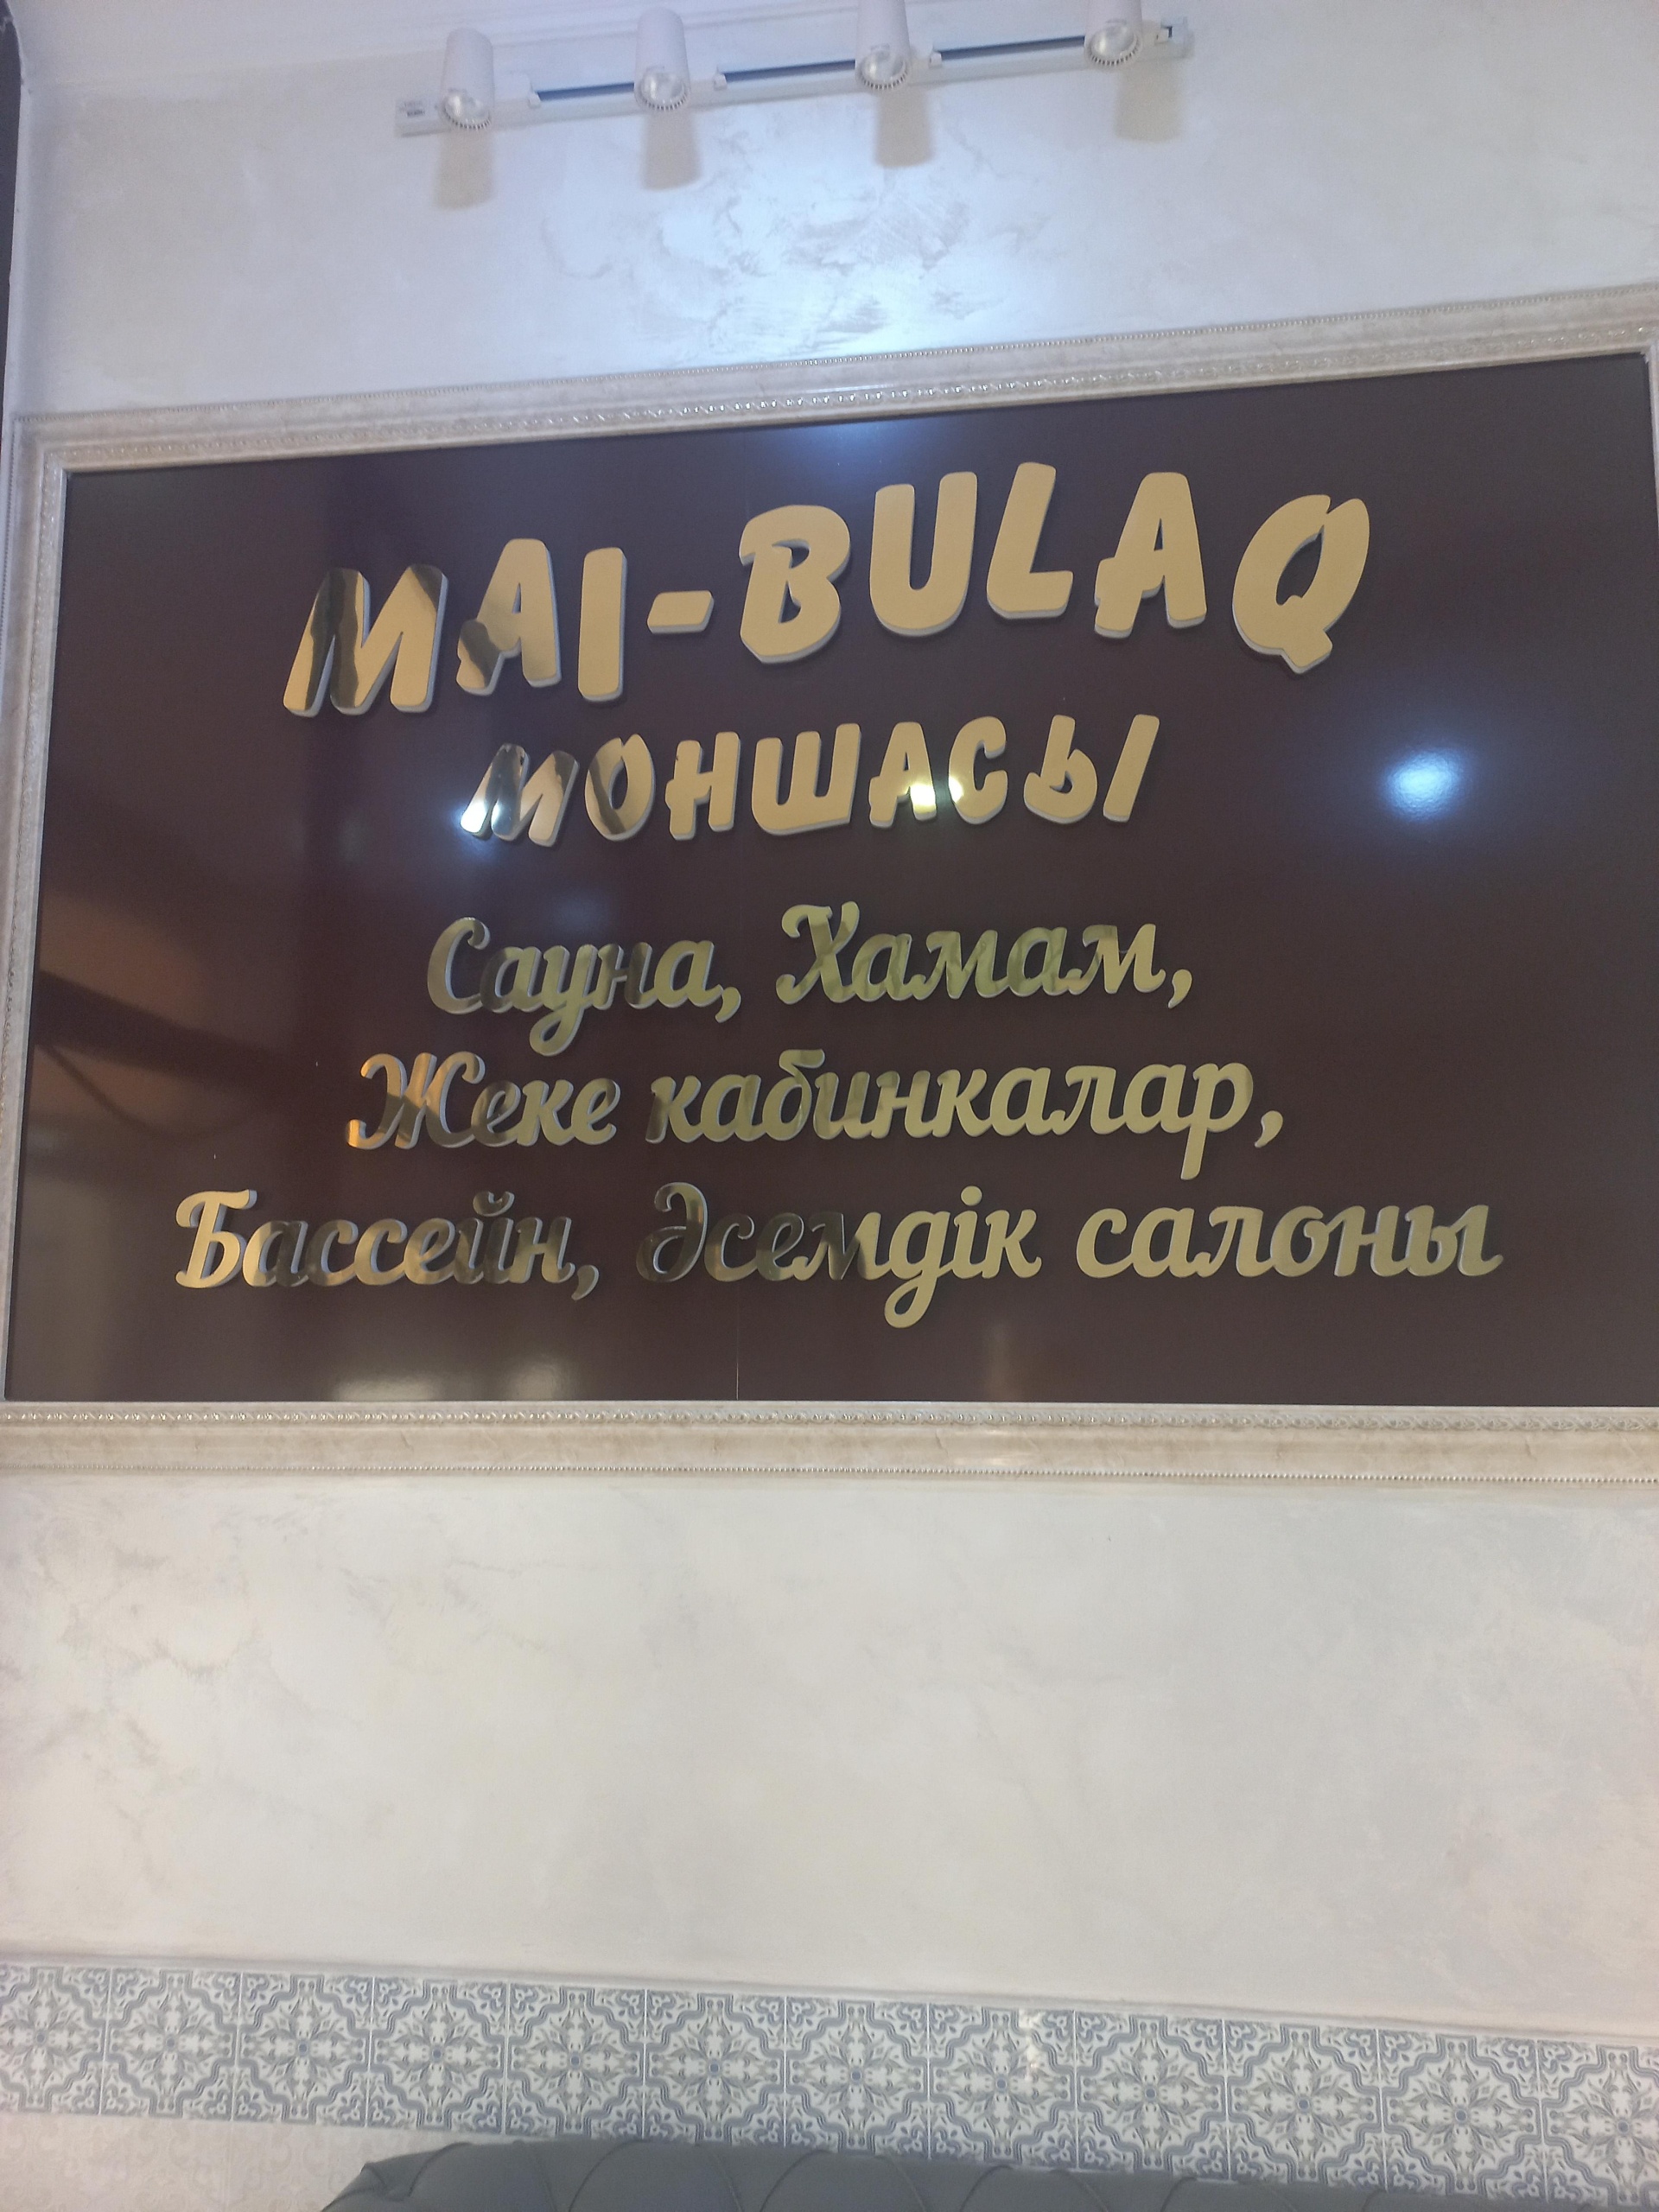 MAI-BULAQ
МОНШАСЫ
Сауна, Хамам,
Жеке кабинкалар,
Бассейн, Әсемдік салоны